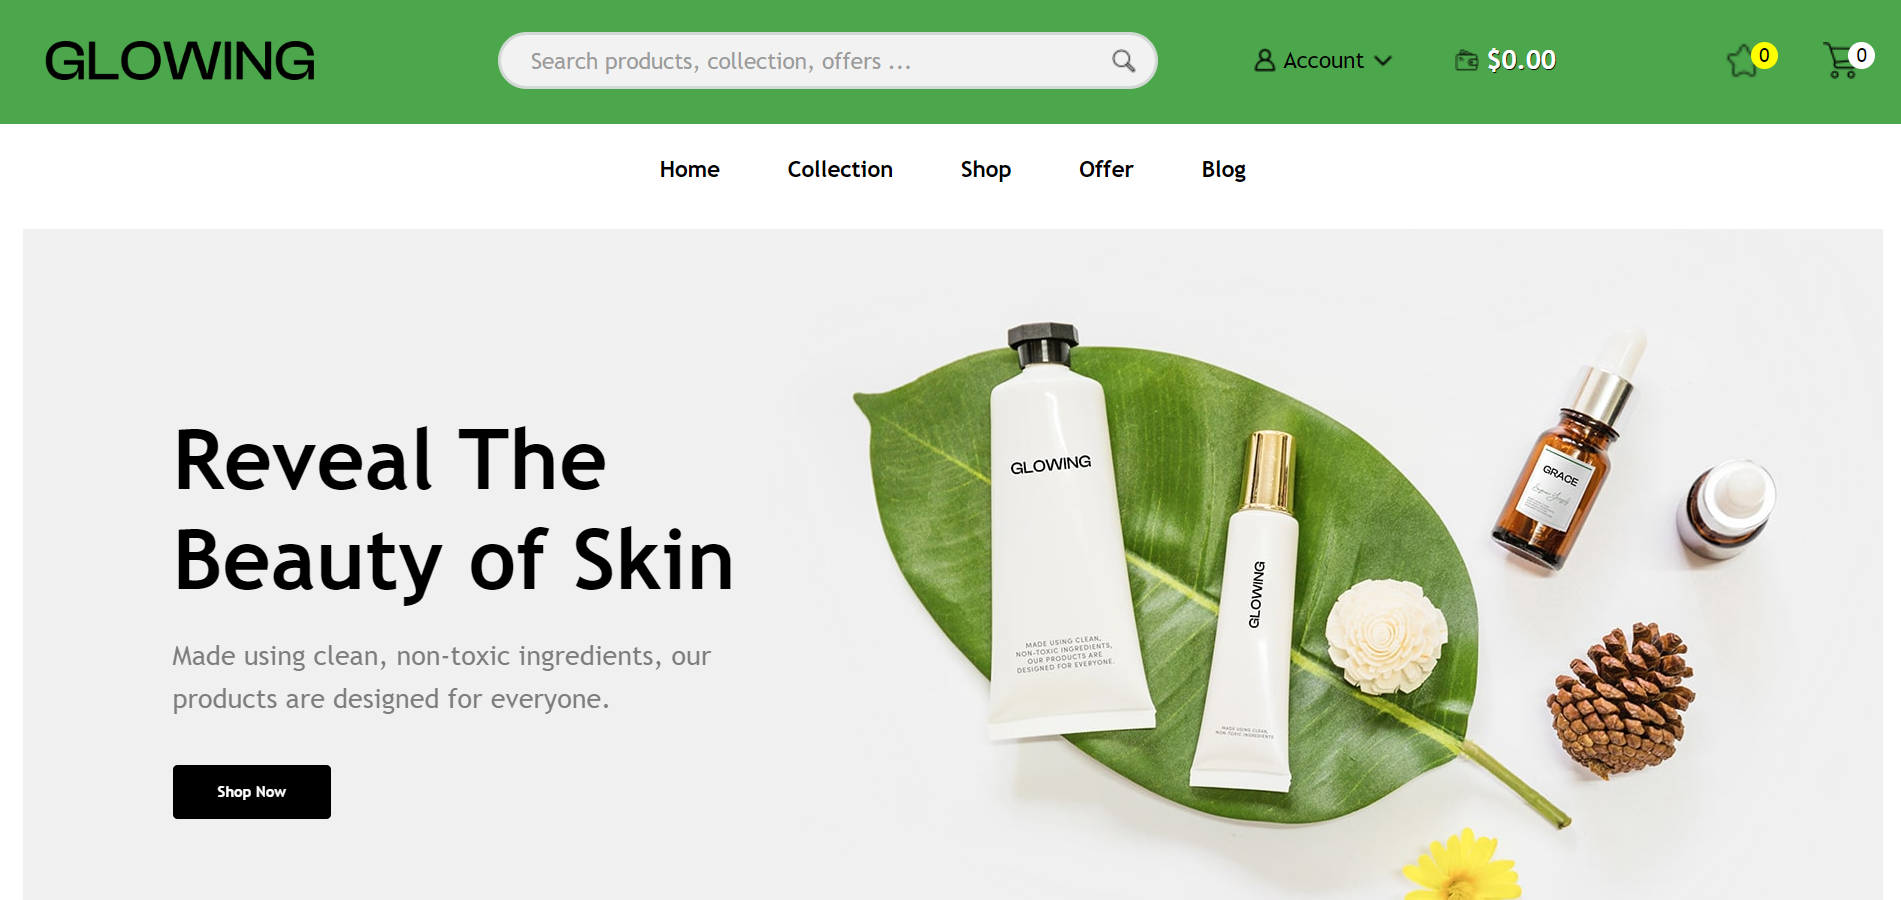 GLOWING
Search products, collection, offers ...
Account
$0.00
0
0
Home
Collection
Shop
Offer
Blog
Reveal The
Beauty of Skin
Made using clean, non-toxic ingredients, our
products are designed for everyone.
Shop Now
GLOWING
MADE USING CLEAN,
NON-TOXIC INGREDIENTS,
OUR PRODUCTS ARE
DESIGNED FOR EVERYONE.
GLOWING
MADE USING CLEAN,
NON-TOXIC INGREDIENTS
GRACE